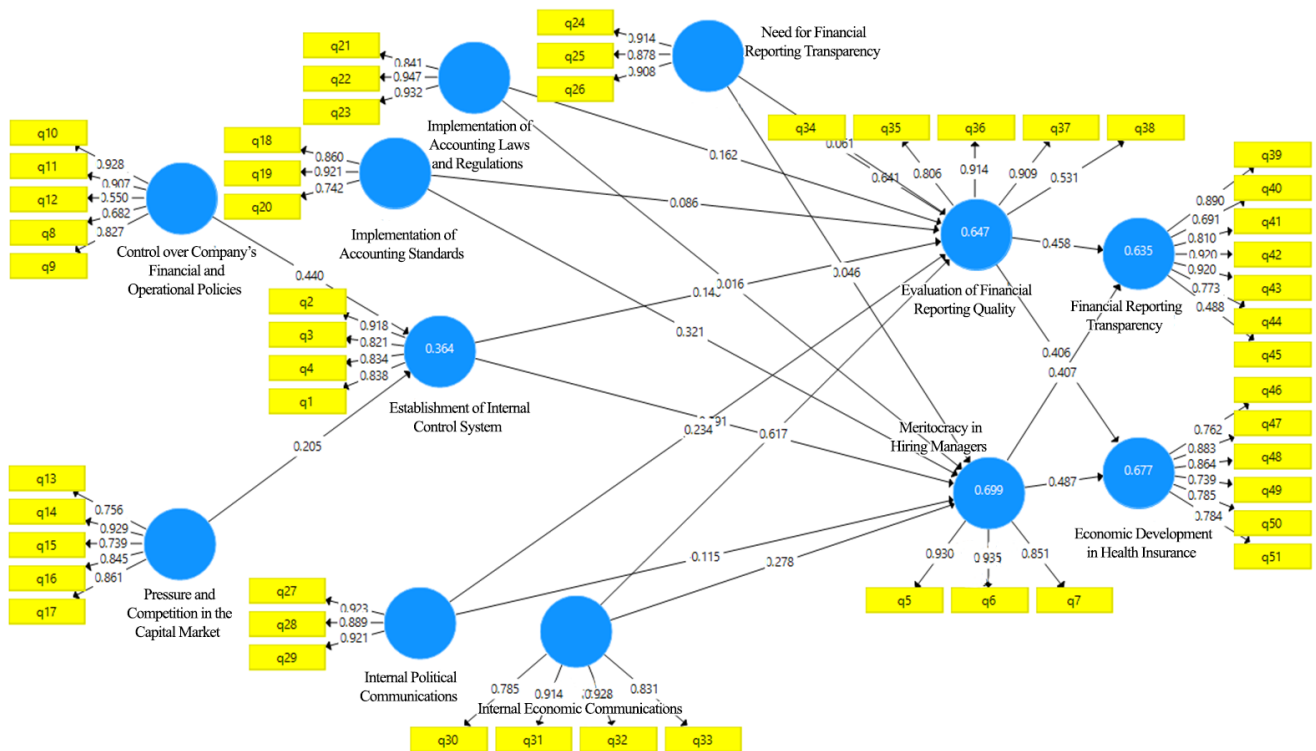 q24
q25
q26
0.914
0.878
0.908
Need for Financial
Reporting Transparency
q21
q22
q23
0.841
0.947
0.932
Implementation of
Accounting Laws
and Regulations
q10
q11
q12
q8
q9
0.928
0.907
0.550
0.682
0.827
Control over Company's
Financial and
Operational Policies
q18
q19
q20
0.860
0.921
0.742
Implementation of
Accounting Standards
q34
q35
q36
q37
q38
0.061
0.641
0.806
0.914
0.909
0.531
0.162
0.086
0.647
Evaluation of Financial
Reporting Quality
0.458
q39
q40
q41
q42
q43
q44
q45
0.890
0.691
0.810
0.920
0.920
0.773
0.488
0.635
Financial Reporting
Transparency
0.440
q2
q3
q4
q1
0.918
0.821
0.834
0.838
0.364
Establishment of Internal
Control System
0.016
0.046
0.321
0.406
0.407
0.205
0.234
0.617
Meritocracy in
Hiring Managers
0.699
0.487
0.930
0.935
0.851
q5
q6
q7
q46
q47
q48
q49
q50
q51
0.762
0.883
0.864
0.739
0.785
0.784
0.677
Economic Development
in Health Insurance
q13
q14
q15
q16
q17
0.756
0.929
0.739
0.845
0.861
Pressure and
Competition in the
Capital Market
q27
q28
q29
0.923
0.889
0.921
Internal Political
Communications
0.115
0.278
0.785
0.914
0.928
0.831
Internal Economic Communications
q30
q31
q32
q33